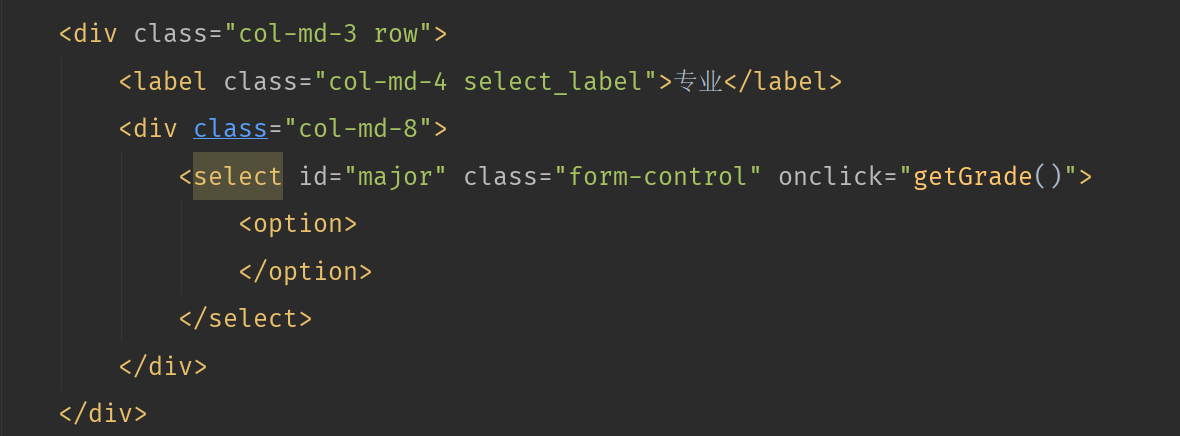 <div class="col-md-3 row">
<label class="col-md-4 select_label">专业</label>
<div class="col-md-8">
<select id="major" class="form-control" onclick="getGrade()">
<option>
</option>
</select>
</div>
</div>